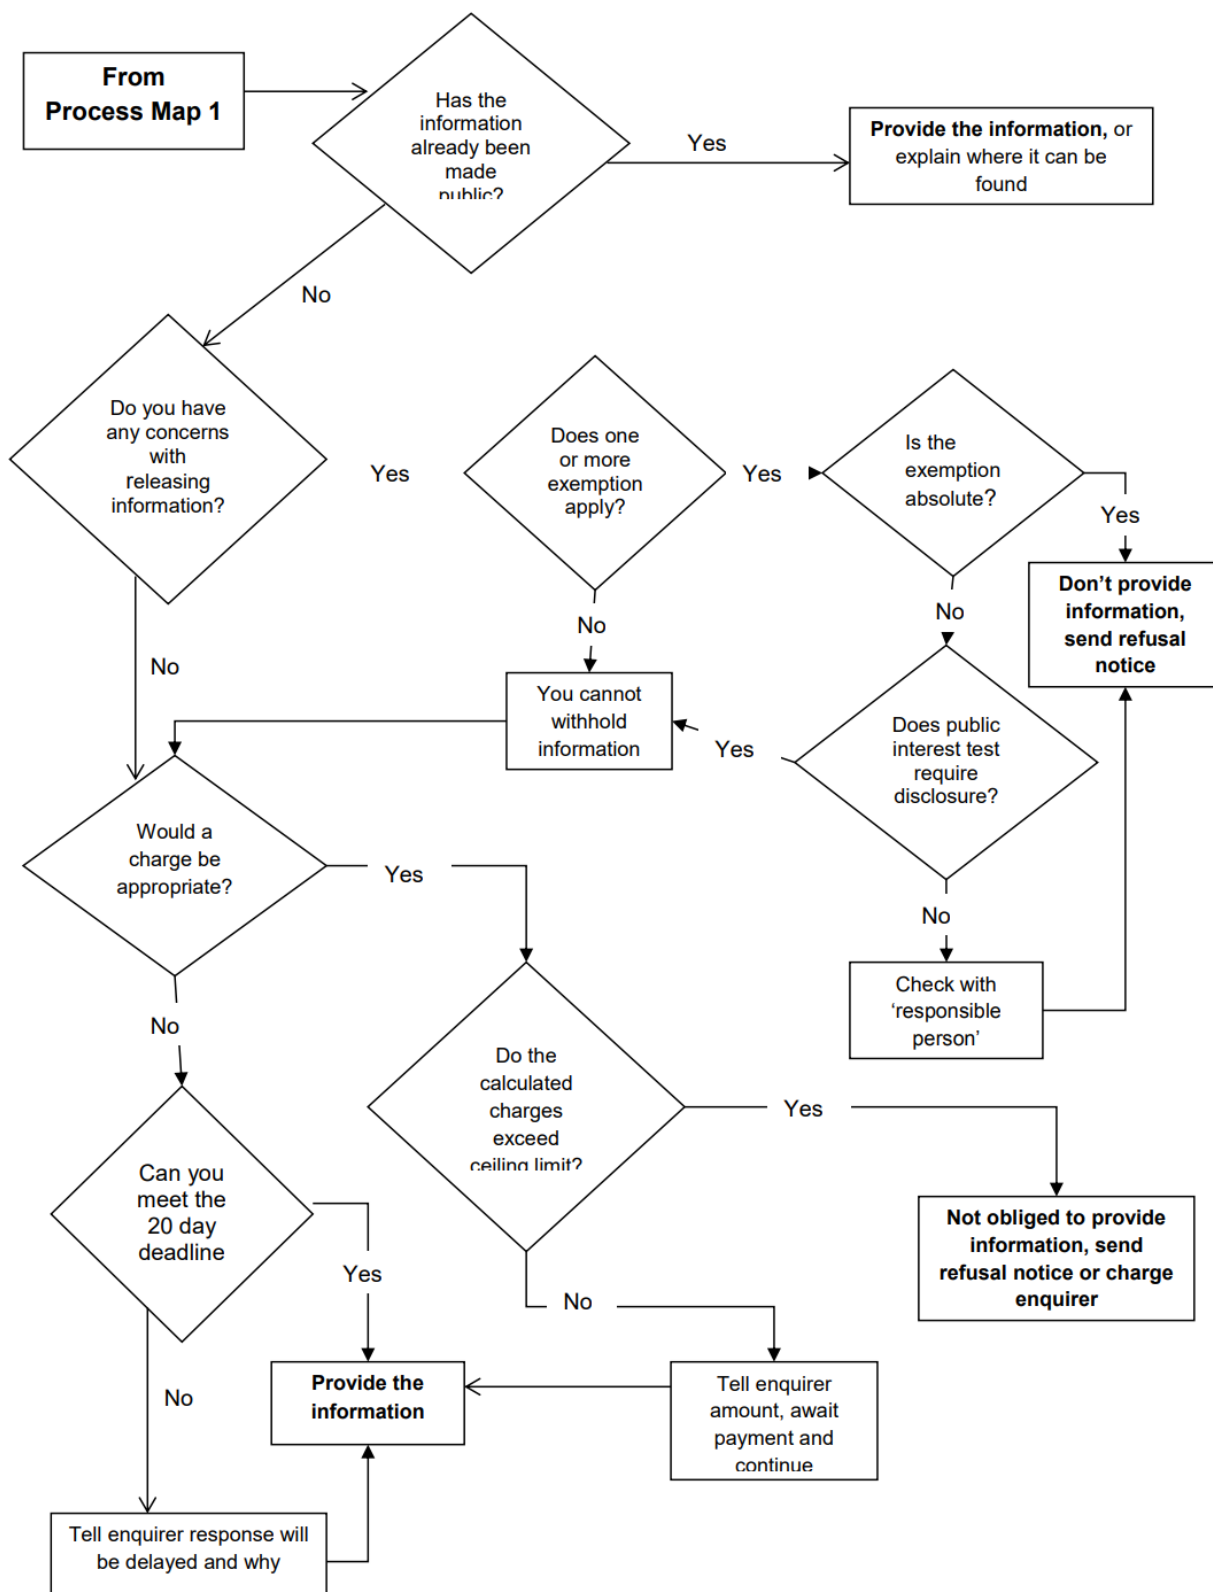 From
Process Map 1
Has the
information
already been
made
public?
Yes
Provide the information, or
explain where it can be
found
No
Do you have
any concerns
with
releasing
information?
Yes
Does one
or more
exemption
apply?
Yes
Is the
exemption
absolute?
Yes
Don’t provide
information,
send refusal
notice
No
No
No
You cannot
withhold
information
Yes
Does public
interest test
require
disclosure?
Would a
charge be
appropriate?
Yes
No
Check with
‘responsible
person’
No
Do the
calculated
charges
exceed
ceiling limit?
Yes
Can you
meet the
20 day
deadline
Yes
Not obliged to provide
information, send
refusal notice or charge
enquirer
No
No
Provide the
information
Tell enquirer
amount, await
payment and
continue
Tell enquirer response will
be delayed and why